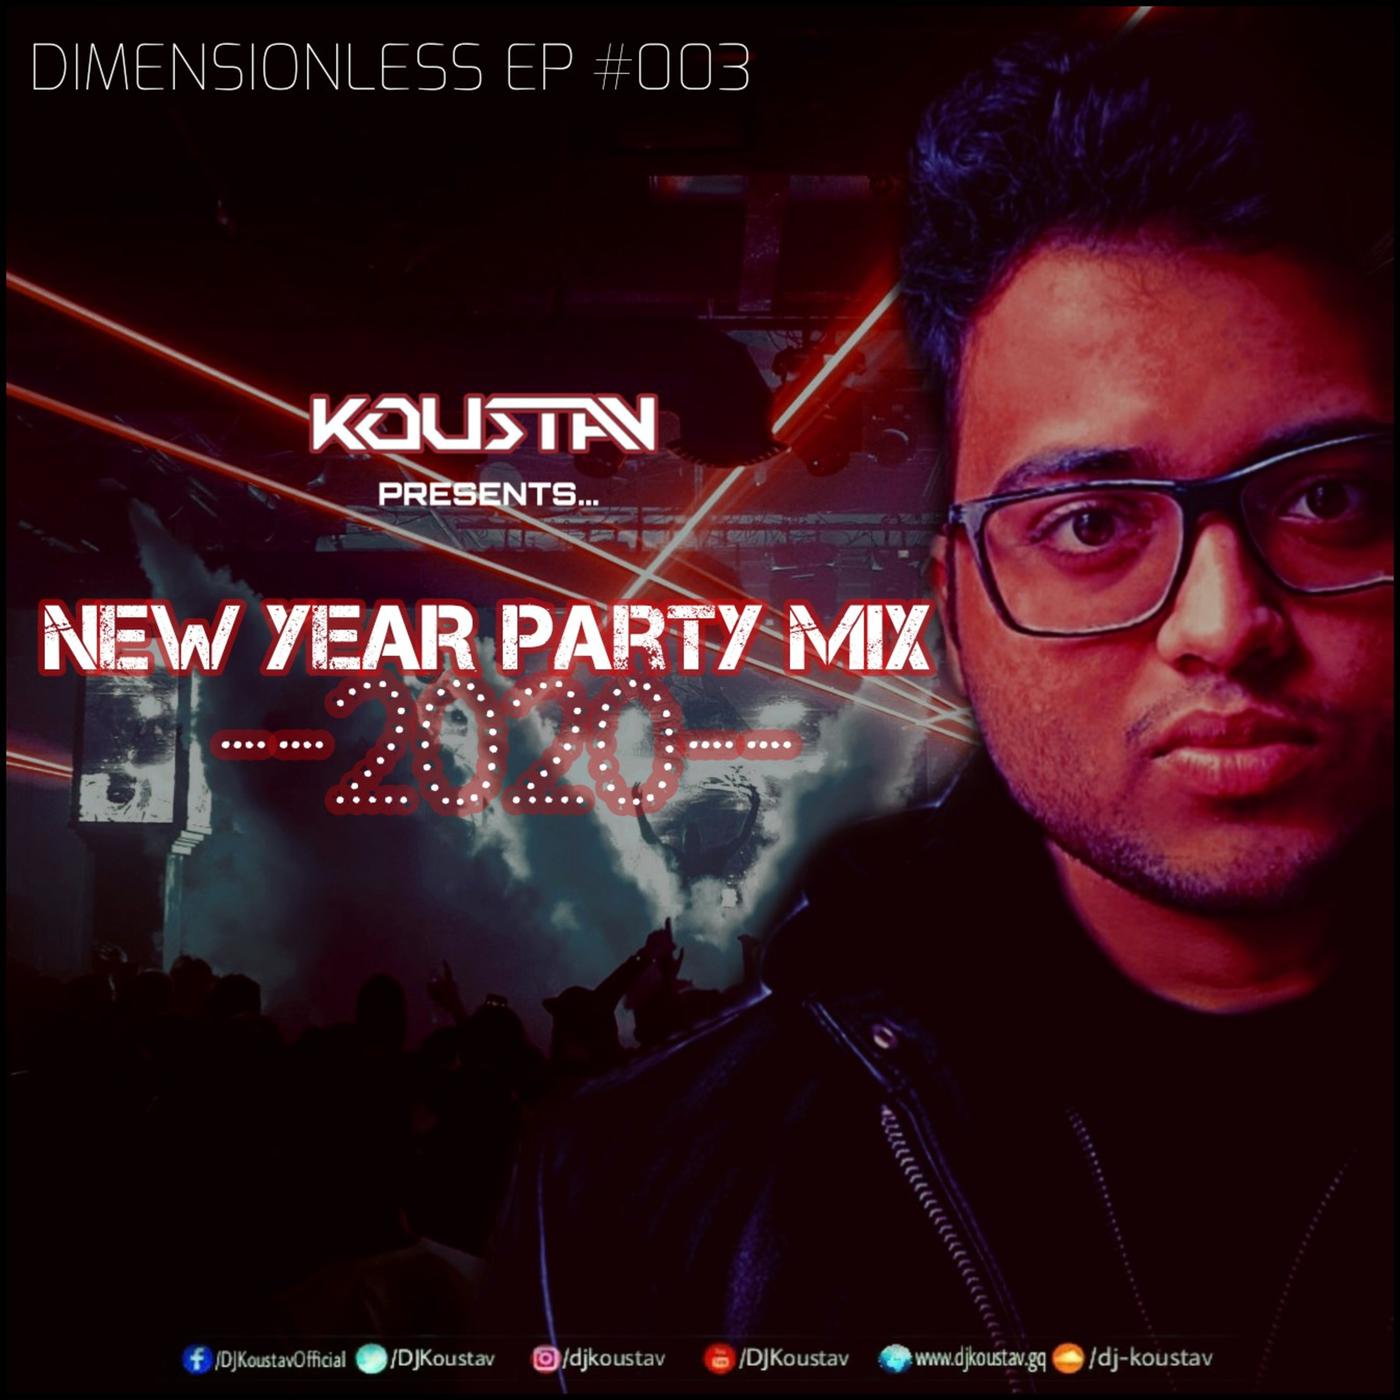 DIMENSIONLESS EP #003
KOUSTAV
PRESENTS...
NEW YEAR PARTY MIX
2020
/DJKoustavOfficial /DJKoustav /djkoustav /DJKoustav www.djkoustav.gq /dj-koustav